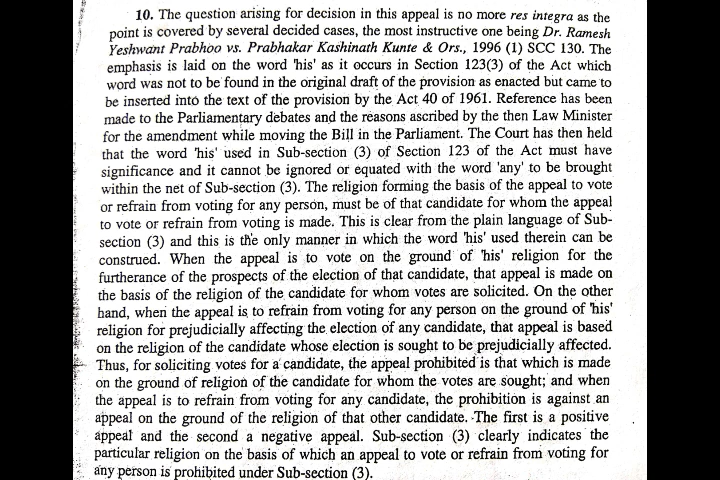 10. The question arising for decision in this appeal is no more res integra as the
point is covered by several decided cases, the most instructive one being Dr. Ramesh
Yeshwant Prabhoo vs. Prabhakar Kashinath Kunte & Ors., 1996 (1) SCC 130. The
emphasis is laid on the word 'his' as it occurs in Section 123(3) of the Act which
word was not to be found in the original draft of the provision as enacted but came to
be inserted into the text of the provision by the Act 40 of 1961. Reference has been
made to the Parliamentary debates and the reasons ascribed by the then Law Minister
for the amendment while moving the Bill in the Parliament. The Court has then held
that the word 'his' used in Sub-section (3) of Section 123 of the Act must have
significance and it cannot be ignored or equated with the word 'any' to be brought
within the net of Sub-section (3). The religion forming the basis of the appeal to vote
or refrain from voting for any person, must be of that candidate for whom the appeal
to vote or refrain from voting is made. This is clear from the plain language of Sub-
section (3) and this is the only manner in which the word 'his' used therein can be
construed. When the appeal is to vote on the ground of 'his' religion for the
furtherance of the prospects of the election of that candidate, that appeal is made on
the basis of the religion of the candidate for whom votes are solicited. On the other
hand, when the appeal is to refrain from voting for any person on the ground of 'his'
religion for prejudicially affecting the election of any candidate, that appeal is based
on the religion of the candidate whose election is sought to be prejudicially affected.
Thus, for soliciting votes for a candidate, the appeal prohibited is that which is made
on the ground of religion of the candidate for whom the votes are sought; and when
the appeal is to refrain from voting for any candidate, the prohibition is against an
appeal on the ground of the religion of that other candidate. The first is a positive
appeal and the second a negative appeal. Sub-section (3) clearly indicates the
particular religion on the basis of which an appeal to vote or refrain from voting for
any person is prohibited under Sub-section (3).